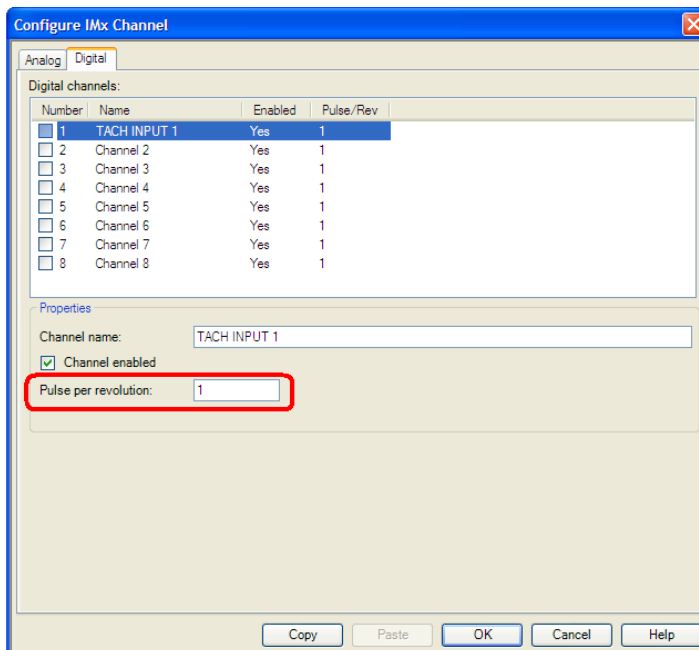 Configure IMx Channel
Analog Digital
Digital channels:
Number Name Enabled Pulse/Rev
1 TACH INPUT 1 Yes 1
2 Channel 2 Yes 1
3 Channel 3 Yes 1
4 Channel 4 Yes 1
5 Channel 5 Yes 1
6 Channel 6 Yes 1
7 Channel 7 Yes 1
8 Channel 8 Yes 1
Properties
Channel name: TACH INPUT 1
Channel enabled
Pulse per revolution: 1
Copy Paste OK Cancel Help